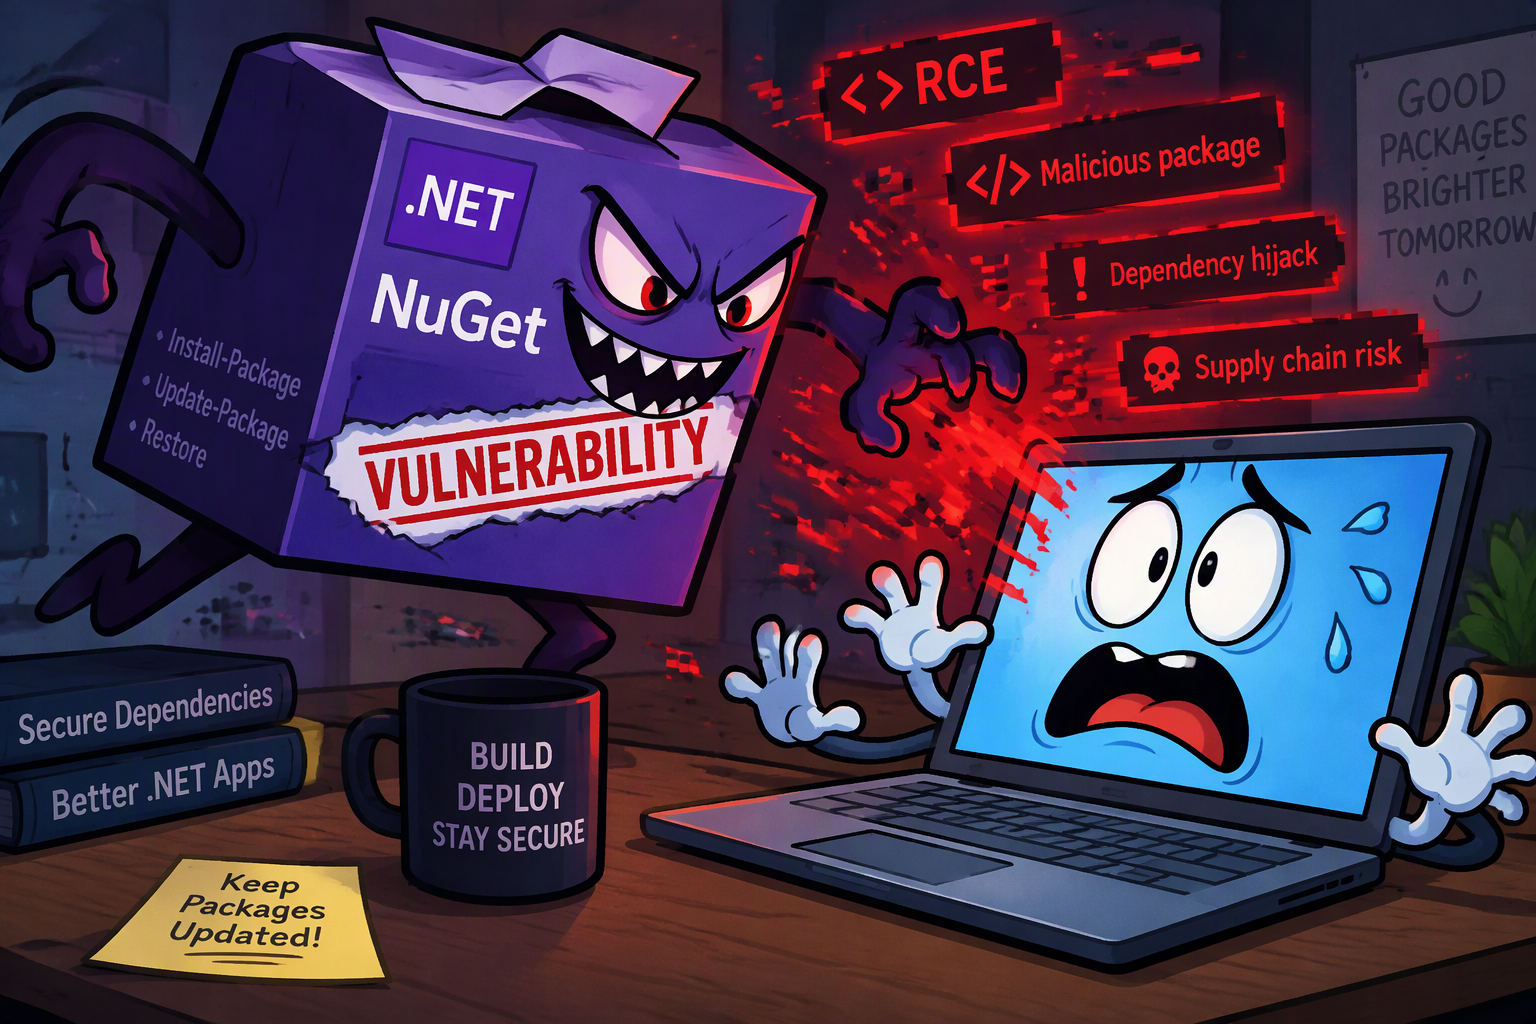 .NET
NuGet
• Install-Package
• Update-Package
• Restore
VULNERABILITY
<> RCE
</> Malicious package
! Dependency hijack
Supply chain risk
GOOD
PACKAGES
BRIGHTER
TOMORROW
Secure Dependencies
Better .NET Apps
BUILD
DEPLOY
STAY SECURE
Keep
Packages
Updated!